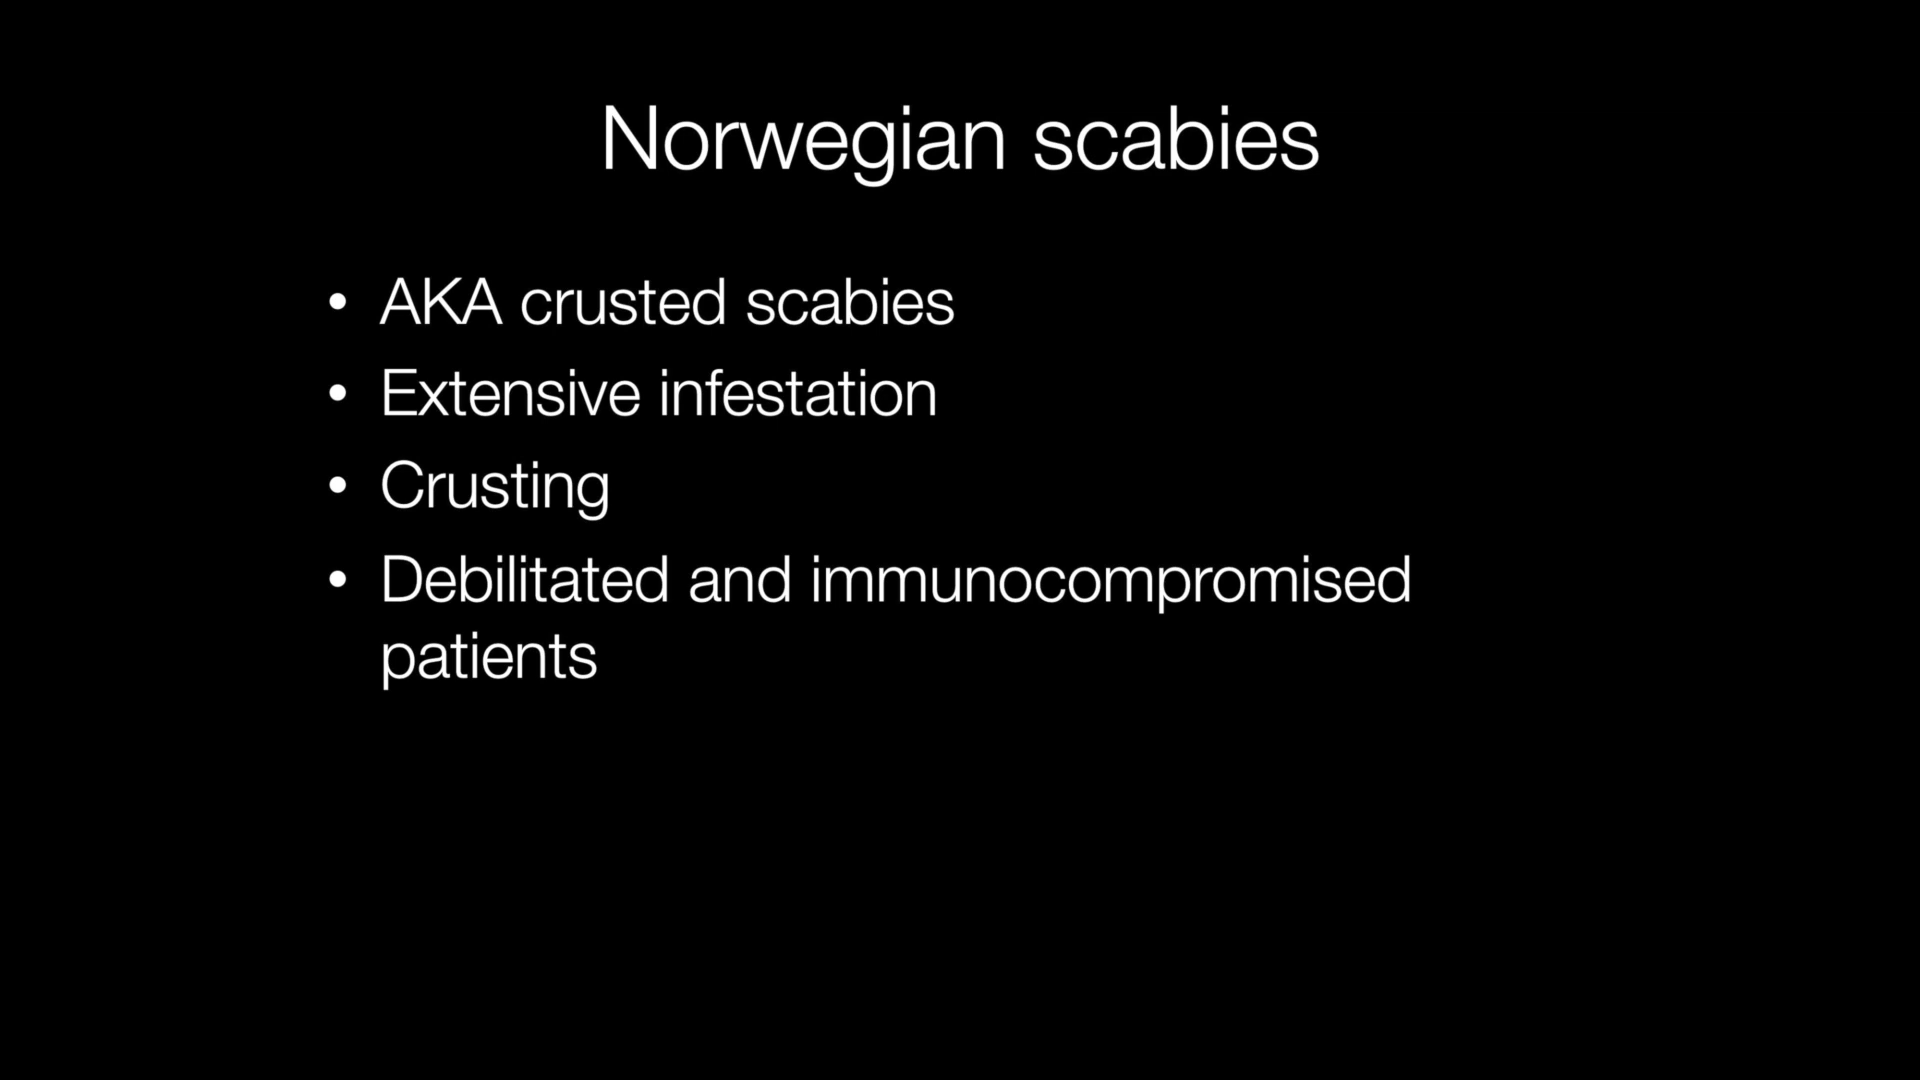 Norwegian scabies
• AKA crusted scabies
• Extensive infestation
• Crusting
• Debilitated and immunocompromised
patients